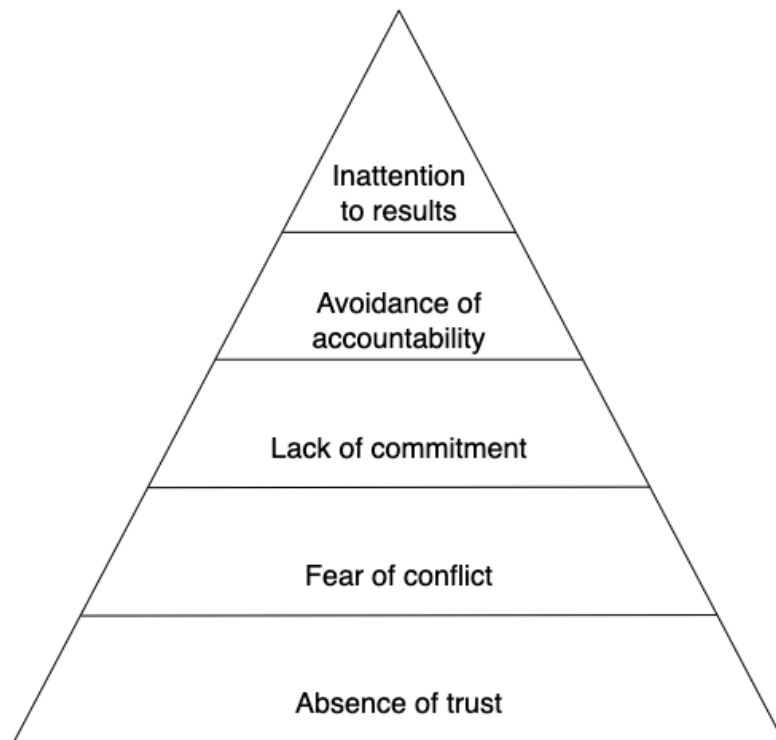 Inattention
to results
Avoidance of
accountability
Lack of commitment
Fear of conflict
Absence of trust